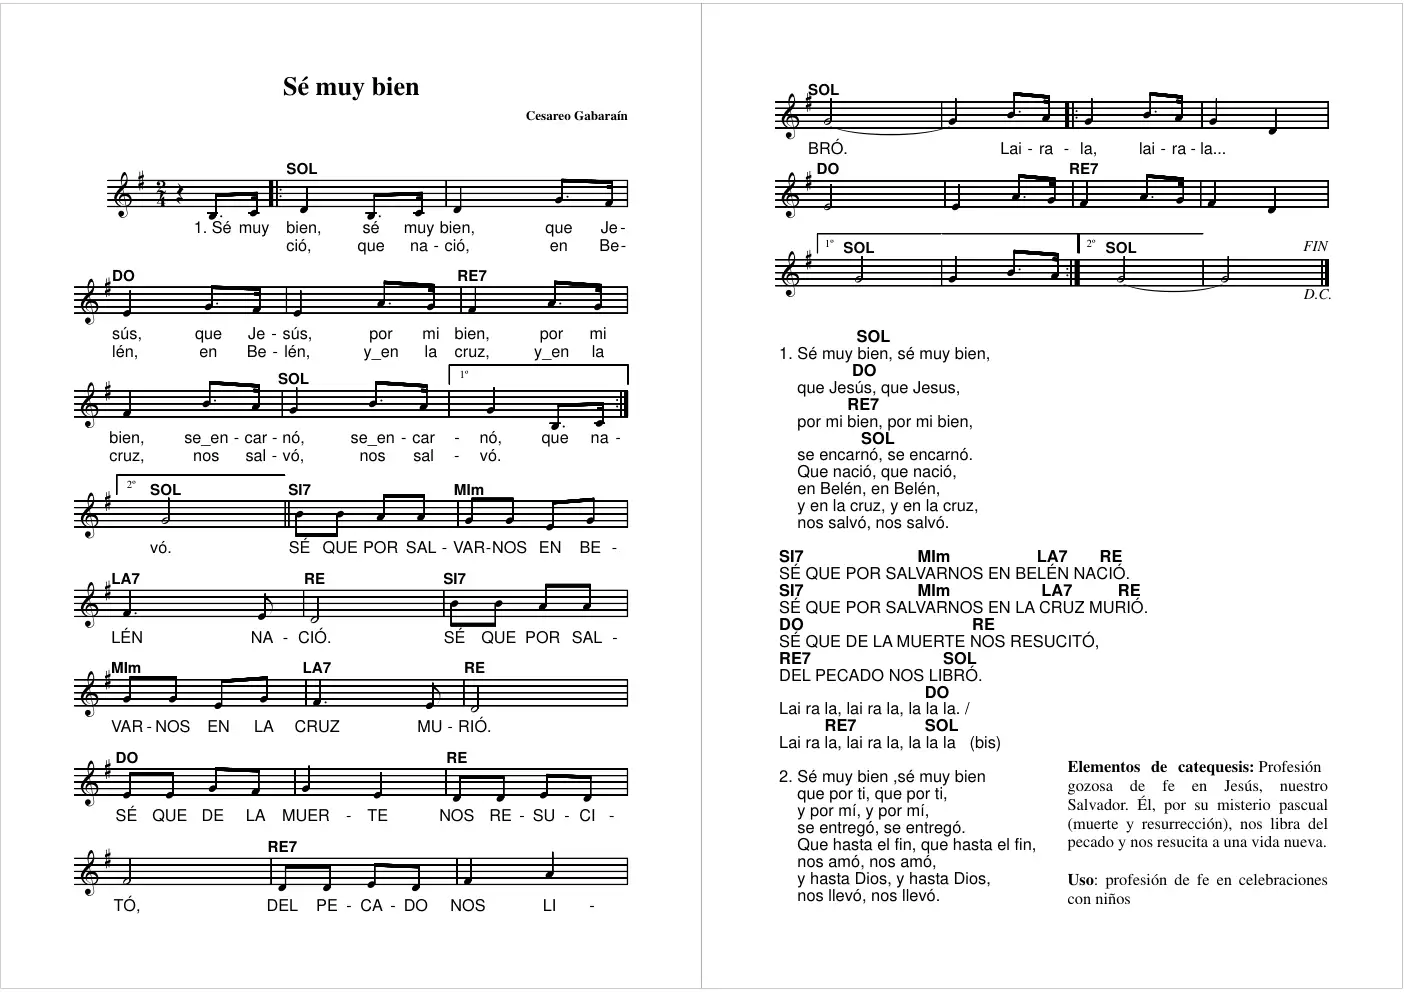 Sé muy bien
Cesareo Gabaraín
SOL
1. Sé muy bien, sé muy bien, que Je-
ció, que na - ció, en Be-
DO RE7
sús, que Je - sús, por mi bien, por mi
lén, en Be - lén, y_en la cruz, y_en la
SOL 1º
bien, se_en - car - nó, se_en - car - nó, que na -
cruz, nos sal - vó, nos sal - vó.
2º SOL SI7 MIm
vó. SÉ QUE POR SAL - VAR-NOS EN BE -
LA7 RE SI7
LÉN NA - CIÓ. SÉ QUE POR SAL -
MIm LA7 RE
VAR - NOS EN LA CRUZ MU - RIÓ.
DO RE
SÉ QUE DE LA MUER - TE NOS RE - SU - CI -
RE7
TÓ, DEL PE - CA - DO NOS LI -
SOL
BRÓ. Lai - ra - la, lai - ra - la...
DO RE7
1º SOL 2º SOL FIN
D.C.
SOL
1. Sé muy bien, sé muy bien,
DO
que Jesús, que Jesus,
RE7
por mi bien, por mi bien,
SOL
se encarnó, se encarnó.
Que nació, que nació,
en Belén, en Belén,
y en la cruz, y en la cruz,
nos salvó, nos salvó.
SI7 MIm LA7 RE
SÉ QUE POR SALVARNOS EN BELÉN NACIÓ.
SI7 MIm LA7 RE
SÉ QUE POR SALVARNOS EN LA CRUZ MURIÓ.
DO RE
SÉ QUE DE LA MUERTE NOS RESUCITÓ,
RE7 SOL
DEL PECADO NOS LIBRÓ.
DO
Lai ra la, lai ra la, la la la. /
RE7 SOL
Lai ra la, lai ra la, la la la (bis)
2. Sé muy bien ,sé muy bien
que por ti, que por ti,
y por mí, y por mí,
se entregó, se entregó.
Que hasta el fin, que hasta el fin,
nos amó, nos amó,
y hasta Dios, y hasta Dios,
nos llevó, nos llevó.
Elementos de catequesis: Profesión
gozosa de fe en Jesús, nuestro
Salvador. Él, por su misterio pascual
(muerte y resurrección), nos libra del
pecado y nos resucita a una vida nueva.
Uso: profesión de fe en celebraciones
con niños